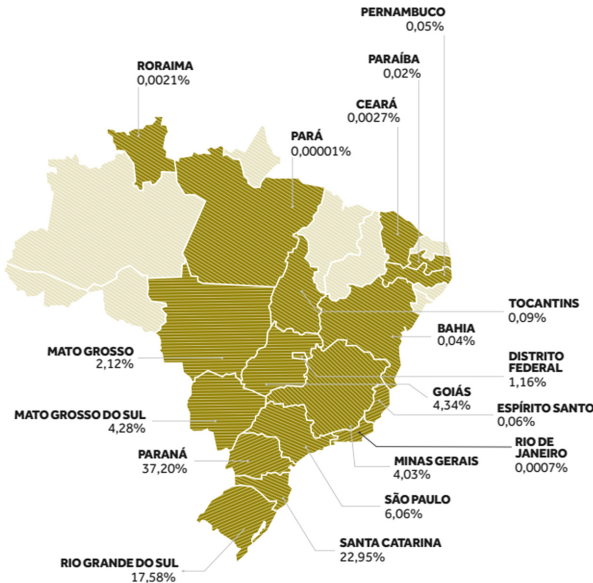 PERNAMBUCO
0,05%
PARAÍBA
0,02%
RORAIMA
0,0021%
CEARÁ
0,0027%
PARÁ
0,00001%
TOCANTINS
0,09%
BAHIA
0,04%
MATO GROSSO
2,12%
DISTRITO
FEDERAL
1,16%
GOIÁS
4,34%
ESPÍRITO SANTO
0,06%
MATO GROSSO DO SUL
4,28%
RIO DE
JANEIRO
0,0007%
PARANÁ
37,20%
MINAS GERAIS
4,03%
SÃO PAULO
6,06%
SANTA CATARINA
22,95%
RIO GRANDE DO SUL
17,58%